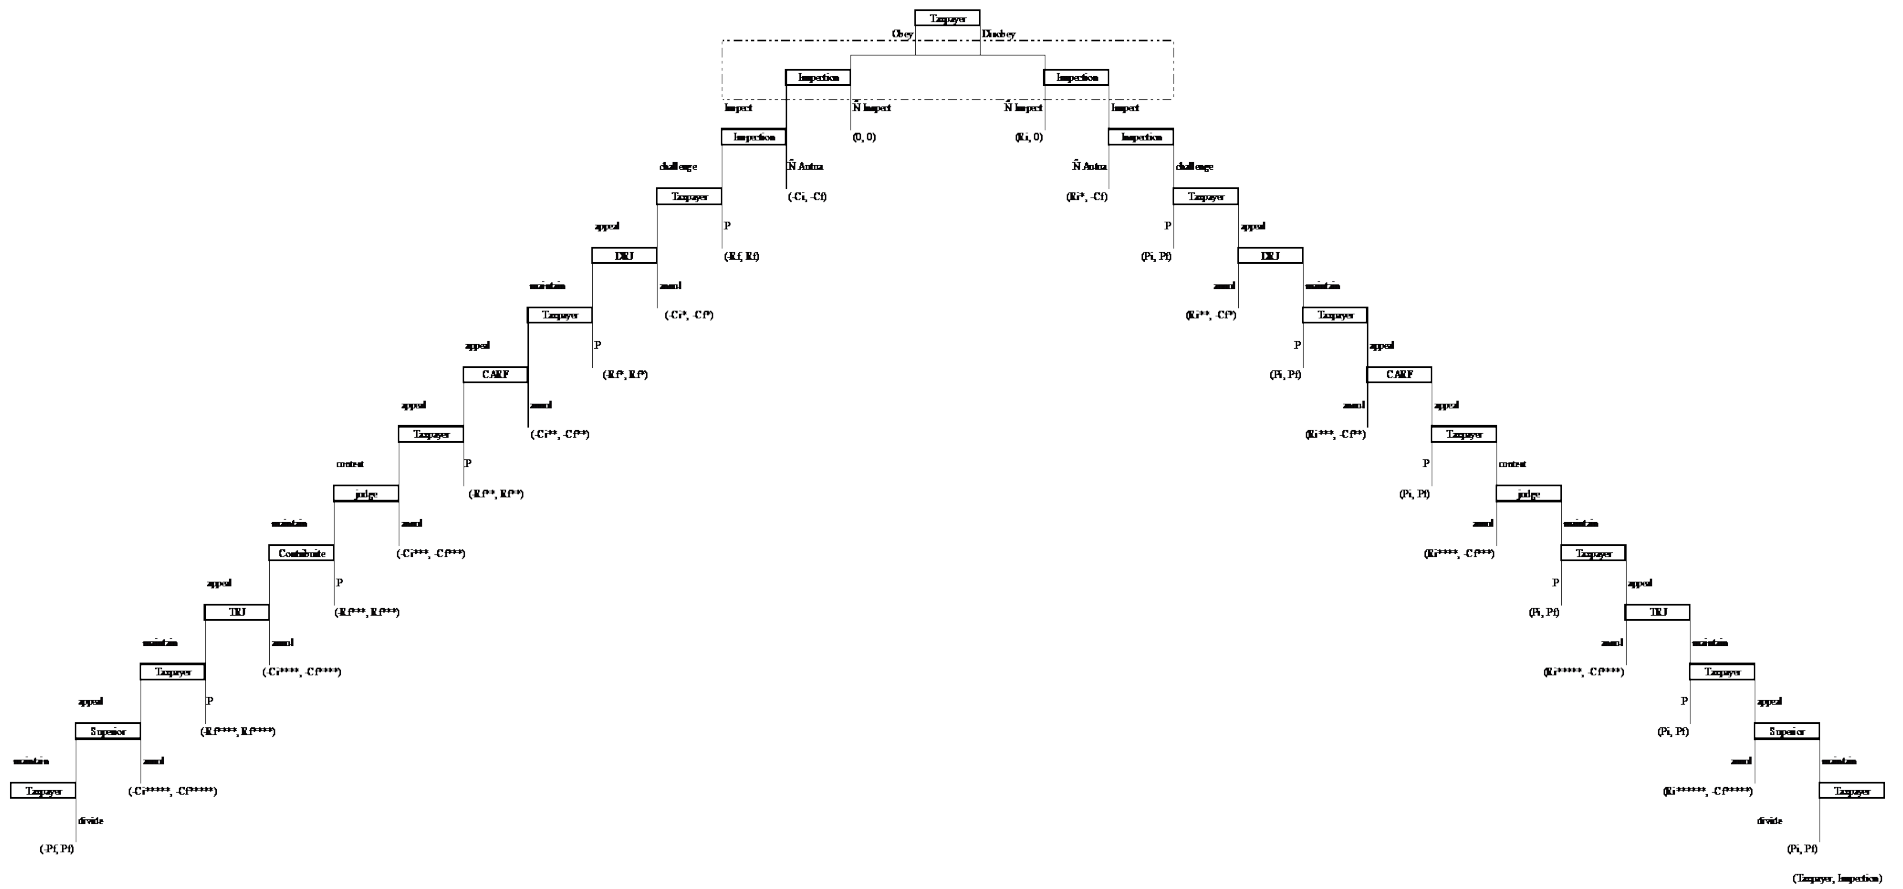 Taxpayer
Obey Disobey
Inspection Inspection
Inspect Ñ Inspect Ñ Inspect Inspect
Inspection (0, 0) (Ri, 0) Inspection
challenge Ñ Autua Ñ Autua challenge
Taxpayer (-Ci, -Cf) (Ri*, -Cf) Taxpayer
appeal P P appeal
DRJ (-Rf, Rf) (Pi, Pf) DRJ
maintain annul annul maintain
Taxpayer (-Ci*, -Cf*) (Ri**, -Cf*) Taxpayer
appeal P P appeal
CARF (-Rf*, Rf*) (Pi, Pf) CARF
appeal annul annul appeal
Taxpayer (-Ci**, -Cf**) (Ri***, -Cf**) Taxpayer
contest P P contest
judge (-Rf**, Rf**) (Pi, Pf) judge
maintain annul annul maintain
Contribuite (-Ci***, -Cf***) (Ri****, -Cf***) Taxpayer
appeal P P appeal
TRJ (-Rf***, Rf***) (Pi, Pf) TRJ
maintain annul annul maintain
Taxpayer (-Ci****, -Cf****) (Ri*****, -Cf****) Taxpayer
appeal P P appeal
Superior (-Rf****, Rf****) (Pi, Pf) Superior
maintain annul annul maintain
Taxpayer (-Ci*****, -Cf*****) (Ri******, -Cf*****) Taxpayer
divide divide
(-Pf, Pf) (Pi, Pf)
(Taxpayer, Inspection)